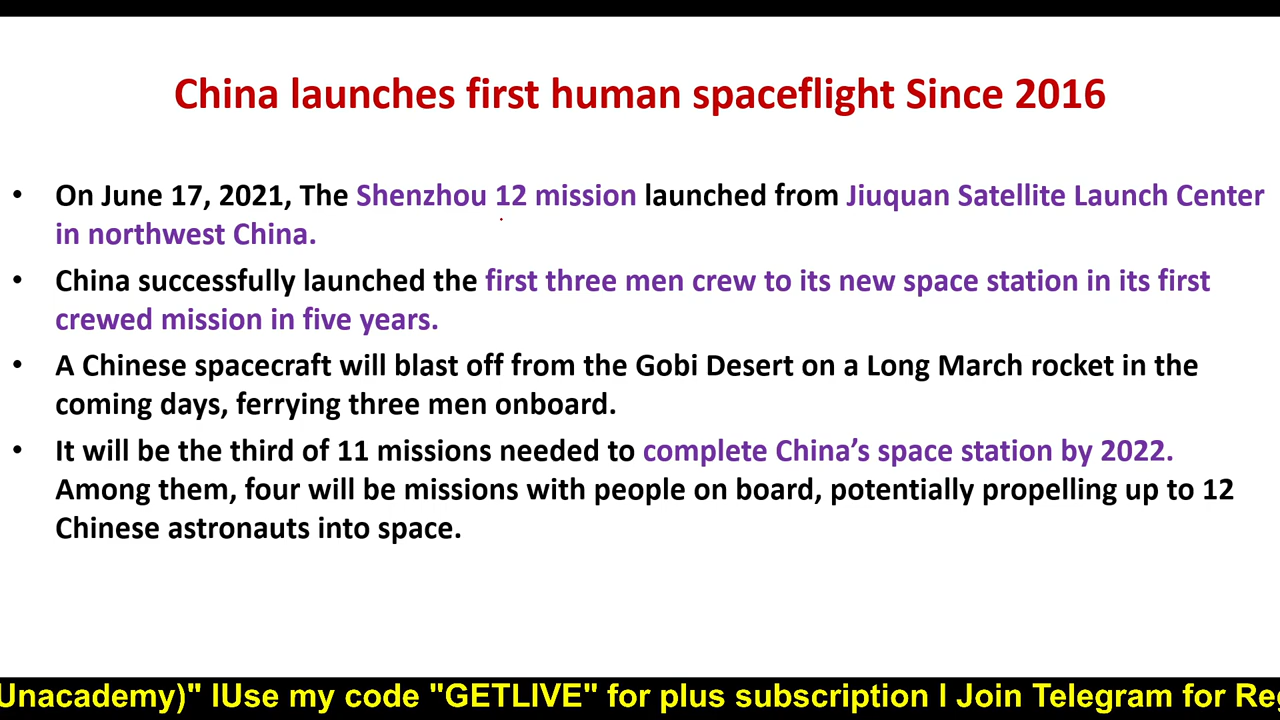 China launches first human spaceflight Since 2016
• On June 17, 2021, The Shenzhou 12 mission launched from Jiuquan Satellite Launch Center
in northwest China.
• China successfully launched the first three men crew to its new space station in its first
crewed mission in five years.
• A Chinese spacecraft will blast off from the Gobi Desert on a Long March rocket in the
coming days, ferrying three men onboard.
• It will be the third of 11 missions needed to complete China’s space station by 2022.
Among them, four will be missions with people on board, potentially propelling up to 12
Chinese astronauts into space.
Unacademy)" lUse my code "GETLIVE" for plus subscription l Join Telegram for